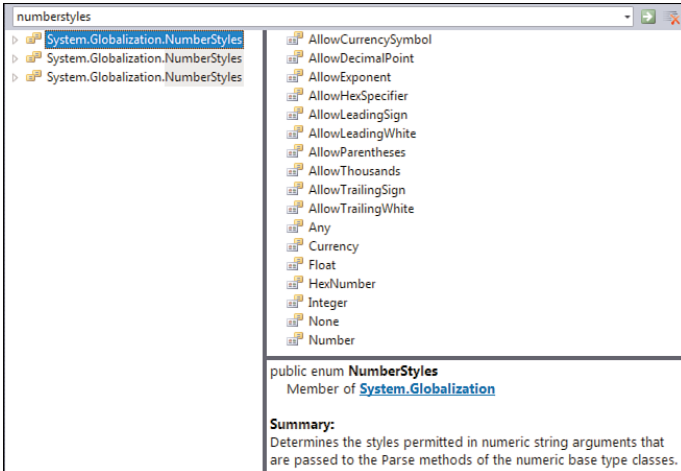 numberstyles
System.Globalization.NumberStyles
System.Globalization.NumberStyles
System.Globalization.NumberStyles
AllowCurrencySymbol
AllowDecimalPoint
AllowExponent
AllowHexSpecifier
AllowLeadingSign
AllowLeadingWhite
AllowParentheses
AllowThousands
AllowTrailingSign
AllowTrailingWhite
Any
Currency
Float
HexNumber
Integer
None
Number
public enum NumberStyles
Member of System.Globalization
Summary:
Determines the styles permitted in numeric string arguments that
are passed to the Parse methods of the numeric base type classes.